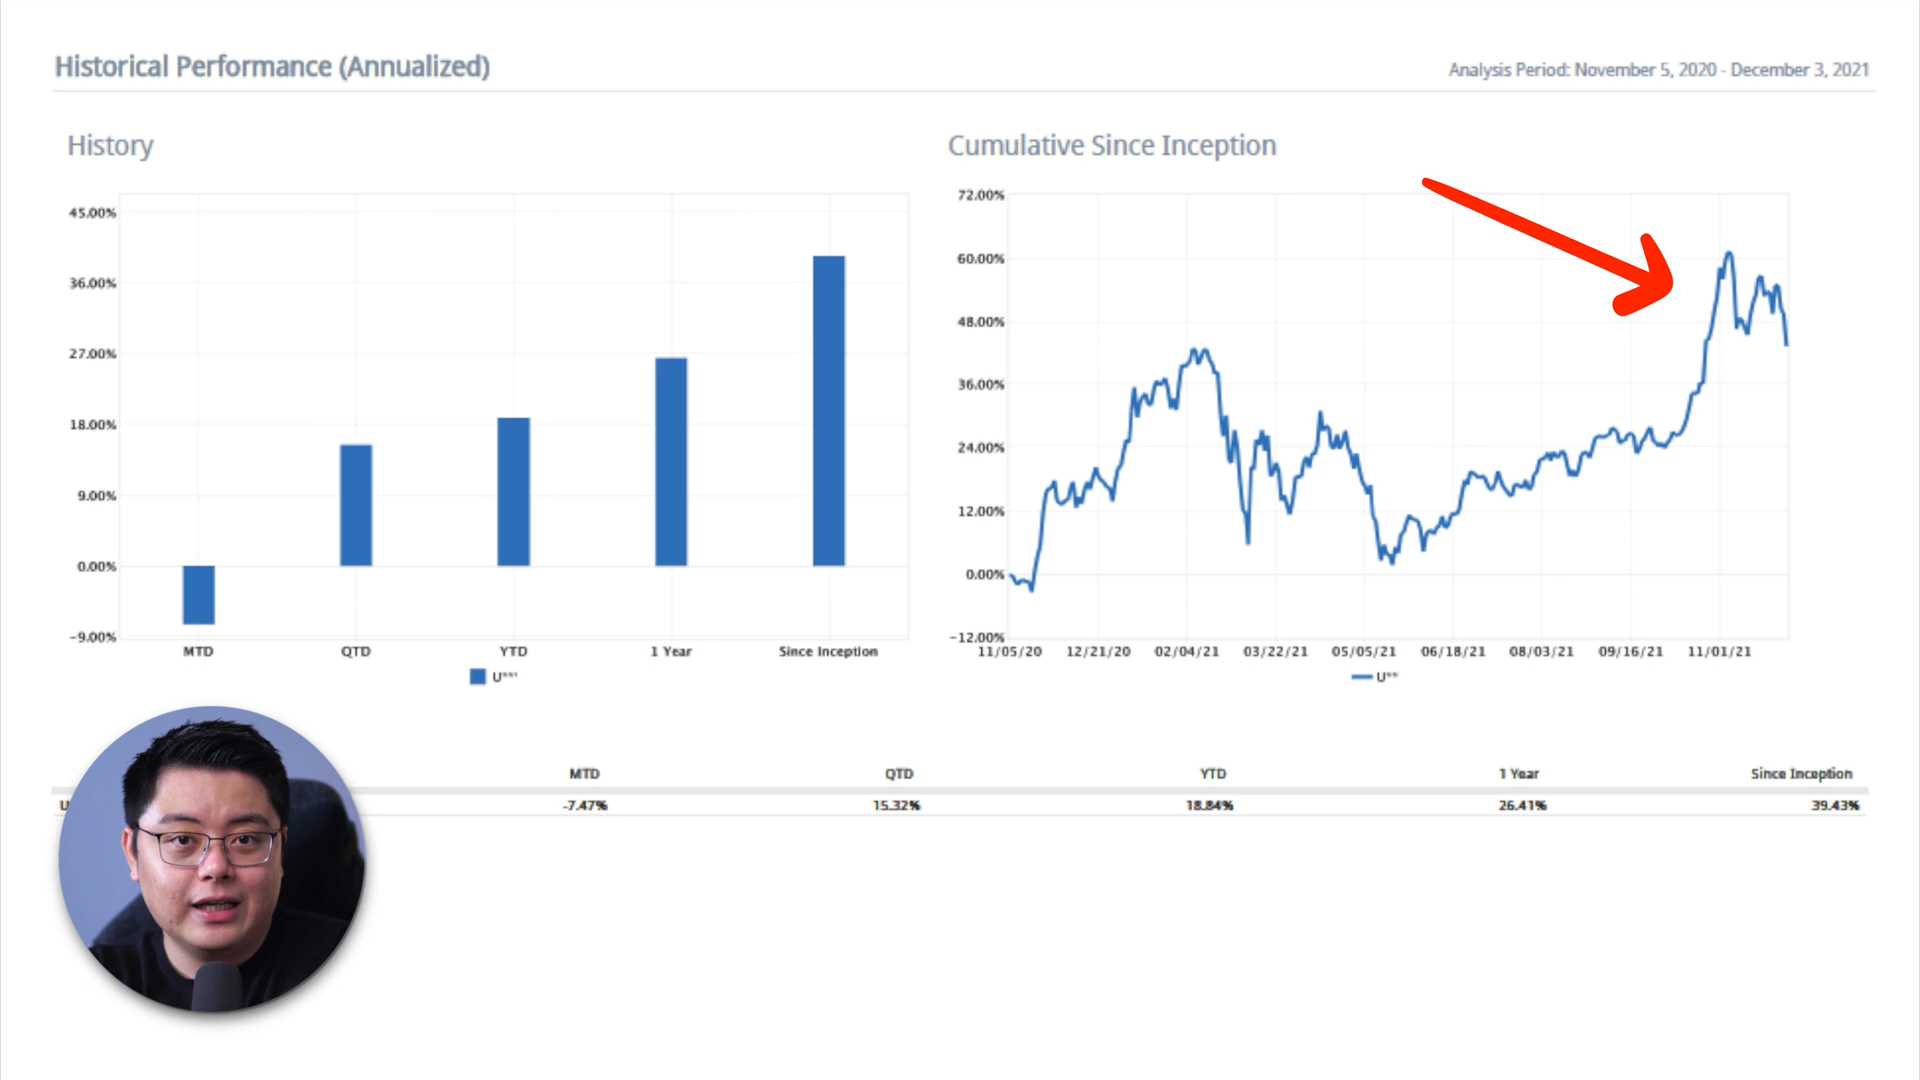 Historical Performance (Annualized)
Analysis Period: November 5, 2020 - December 3, 2021
History
45.00%
36.00%
27.00%
18.00%
9.00%
0.00%
-9.00%
MTD QTD YTD 1 Year Since Inception
U***
Cumulative Since Inception
72.00%
60.00%
48.00%
36.00%
24.00%
12.00%
0.00%
-12.00%
11/05/20 12/21/20 02/04/21 03/22/21 05/05/21 06/18/21 08/03/21 09/16/21 11/01/21
U**
MTD QTD YTD 1 Year Since Inception
U -7.47% 15.32% 18.84% 26.41% 39.43%